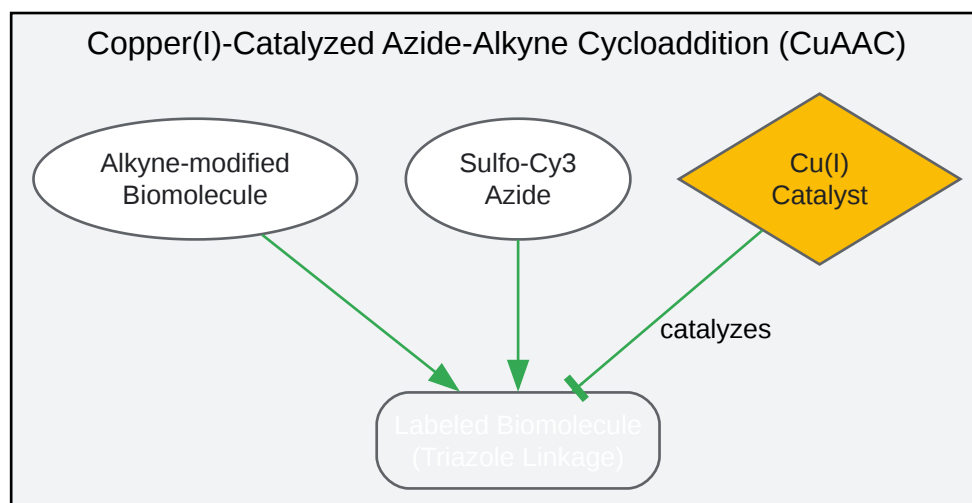 Copper(I)-Catalyzed Azide-Alkyne Cycloaddition (CuAAC)
Alkyne-modified
Biomolecule
Sulfo-Cy3
Azide
Cu(I)
Catalyst
catalyzes
Labeled Biomolecule
(Triazole Linkage)